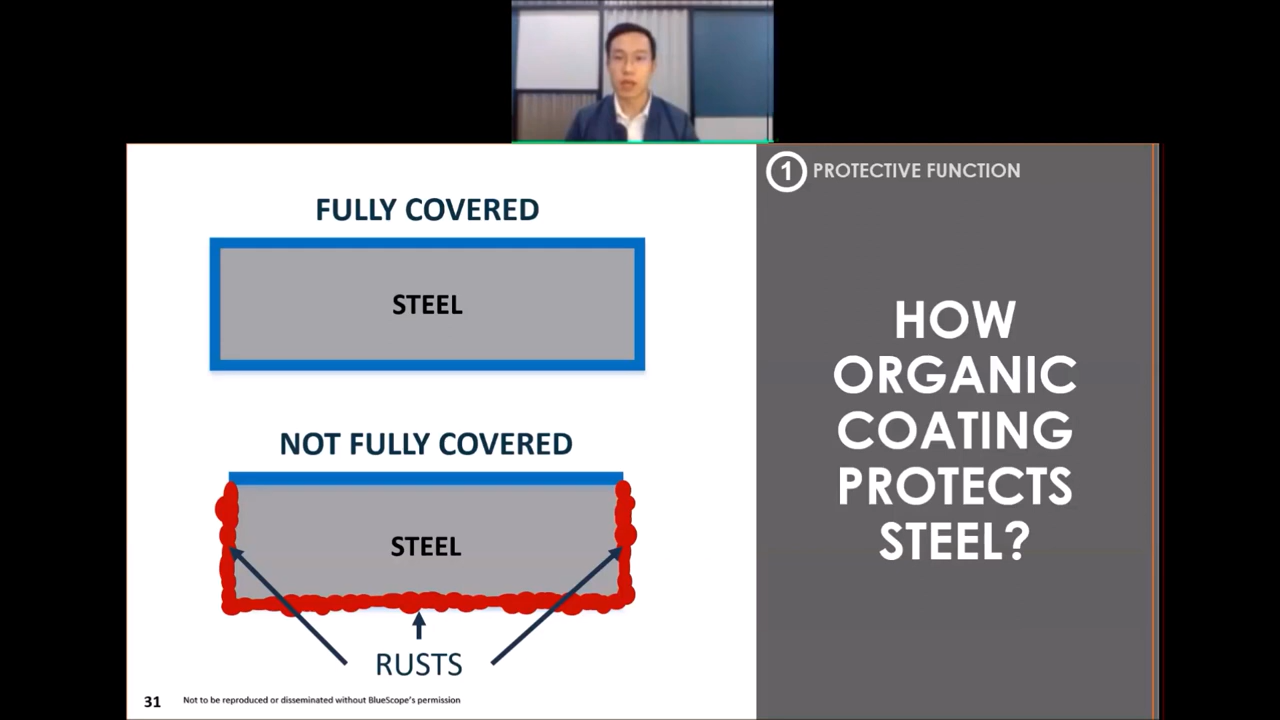 FULLY COVERED
STEEL
NOT FULLY COVERED
STEEL
RUSTS
31
Not to be reproduced or disseminated without BlueScope's permission
1
PROTECTIVE FUNCTION
HOW
ORGANIC
COATING
PROTECTS
STEEL?